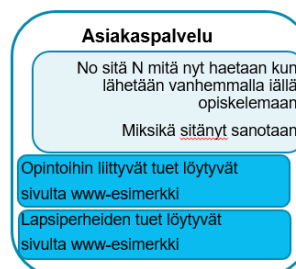 Asiakaspalvelu
No sitä N mitä nyt haetaan kun
lähetään vanhemmalla iällä
opiskelemaan
Miksikä sitänyt sanotaan
Opintoihin liittyvät tuet löytyvät
sivulta www-esimerkki
Lapsiperheiden tuet löytyvät
sivulta www-esimerkki